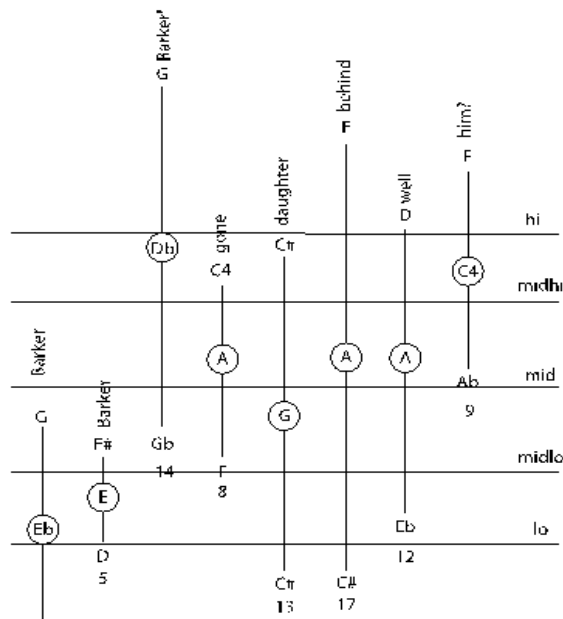 G Barker'
behind
F
him?
F
daughter
well
D
gone
hi
Db
C#
C4
C4
midhi
Barker
A
A
A
mid
Barker
Ab
G
9
F#
Gb
midlo
14
F
8
E
Eb
Eb
lo
D
12
5
C#
C#
13
17